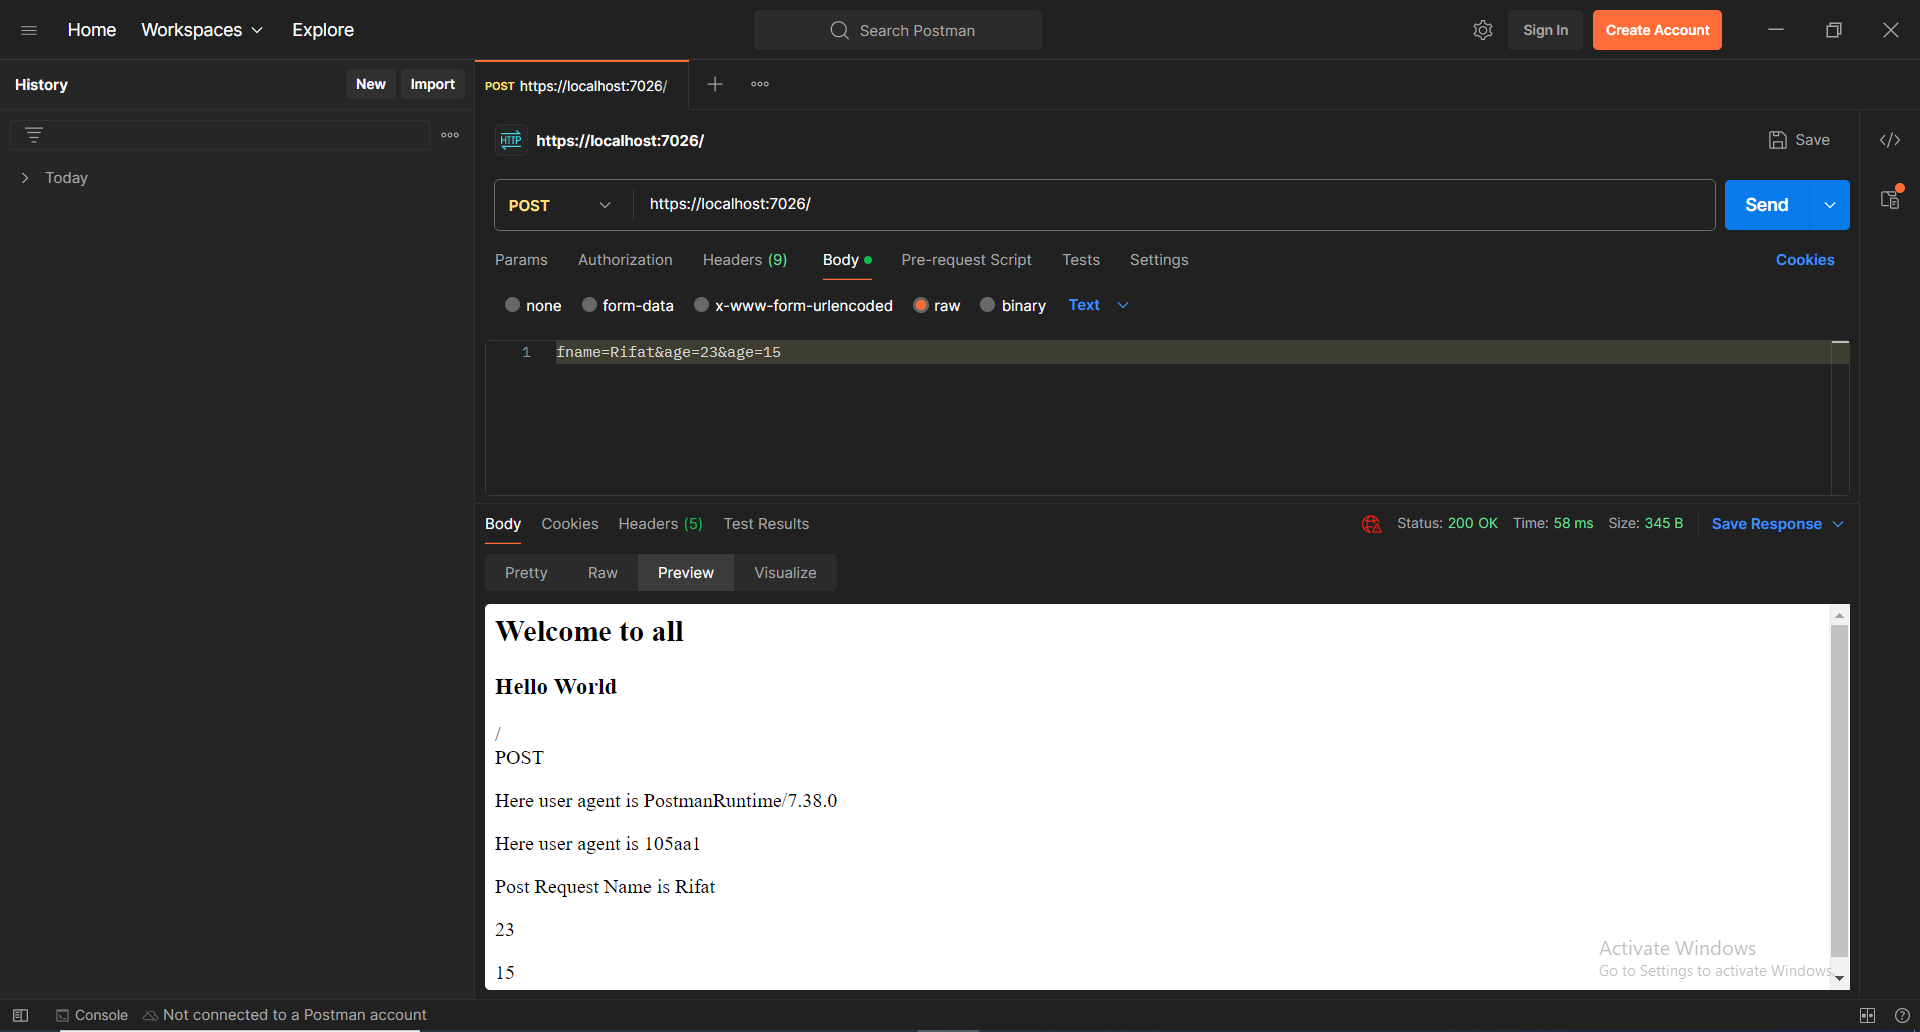 Home Workspaces Explore Search Postman Sign In Create Account
History New Import POST https://localhost:7026/
HTTP https://localhost:7026/ Save
Today
POST https://localhost:7026/ Send
Params Authorization Headers (9) Body Pre-request Script Tests Settings Cookies
none form-data x-www-form-urlencoded raw binary Text
1 fname=Rifat&age=23&age=15
Body Cookies Headers (5) Test Results Status: 200 OK Time: 58 ms Size: 345 B Save Response
Pretty Raw Preview Visualize
Welcome to all
Hello World
/
POST
Here user agent is PostmanRuntime/7.38.0
Here user agent is 105aa1
Post Request Name is Rifat
23
15
Activate Windows
Go to Settings to activate Windows.
Console Not connected to a Postman account